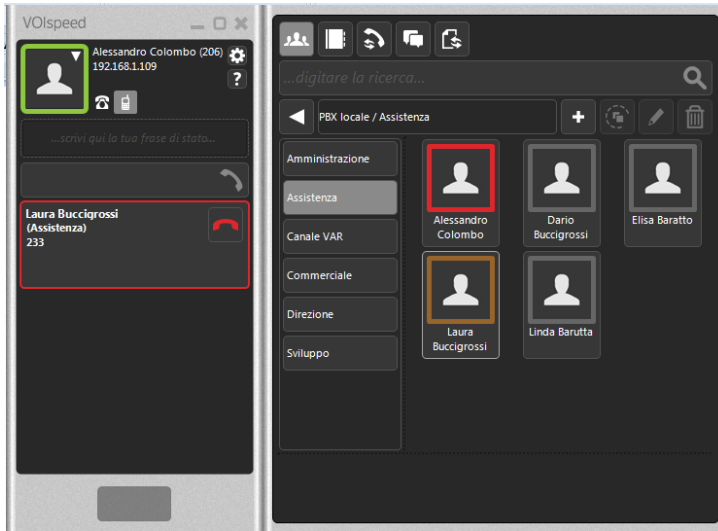 VOIspeed
Alessandro Colombo (206)
192.168.1.109
?
...scrivi qui la tua frase di stato...
Laura Buccigrossi
(Assistenza)
233
...digitare la ricerca...
PBX locale / Assistenza
Amministrazione
Assistenza
Canale VAR
Commerciale
Direzione
Sviluppo
Alessandro
Colombo
Dario
Buccigrossi
Elisa Baratto
Laura
Buccigrossi
Linda Barutta